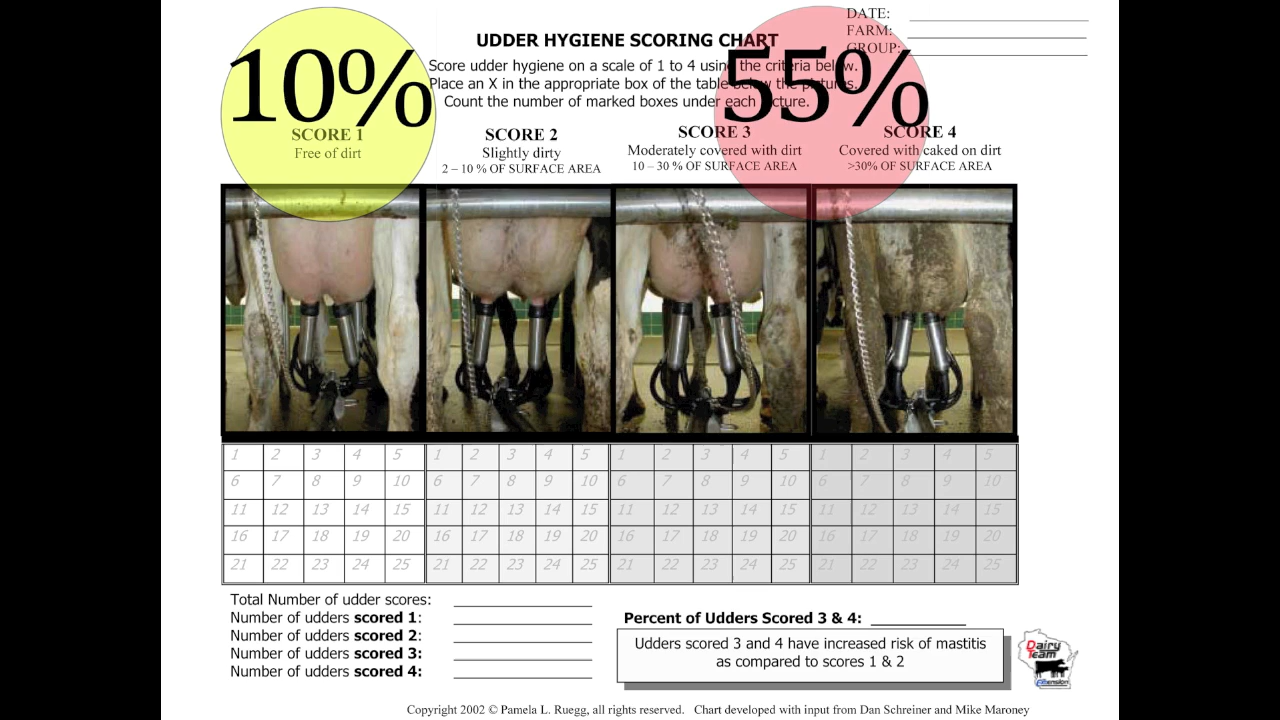 DATE:
FARM:
GROUP:
10%
55%
UDDER HYGIENE SCORING CHART
Score udder hygiene on a scale of 1 to 4 using the criteria below.
Place an X in the appropriate box of the table below the pictures.
Count the number of marked boxes under each picture.
SCORE 1
Free of dirt
SCORE 2
Slightly dirty
2 – 10 % OF SURFACE AREA
SCORE 3
Moderately covered with dirt
10 – 30 % OF SURFACE AREA
SCORE 4
Covered with caked on dirt
>30% OF SURFACE AREA
1 2 3 4 5 1 2 3 4 5 1 2 3 4 5 1 2 3 4 5
6 7 8 9 10 6 7 8 9 10 6 7 8 9 10 6 7 8 9 10
11 12 13 14 15 11 12 13 14 15 11 12 13 14 15 11 12 13 14 15
16 17 18 19 20 16 17 18 19 20 16 17 18 19 20 16 17 18 19 20
21 22 23 24 25 21 22 23 24 25 21 22 23 24 25 21 22 23 24 25
Total Number of udder scores:
Number of udders scored 1:
Number of udders scored 2:
Number of udders scored 3:
Number of udders scored 4:
Percent of Udders Scored 3 & 4:
Udders scored 3 and 4 have increased risk of mastitis
as compared to scores 1 & 2
Dairy
Team
Copyright 2002 © Pamela L. Ruegg, all rights reserved. Chart developed with input from Dan Schreiner and Mike Maroney